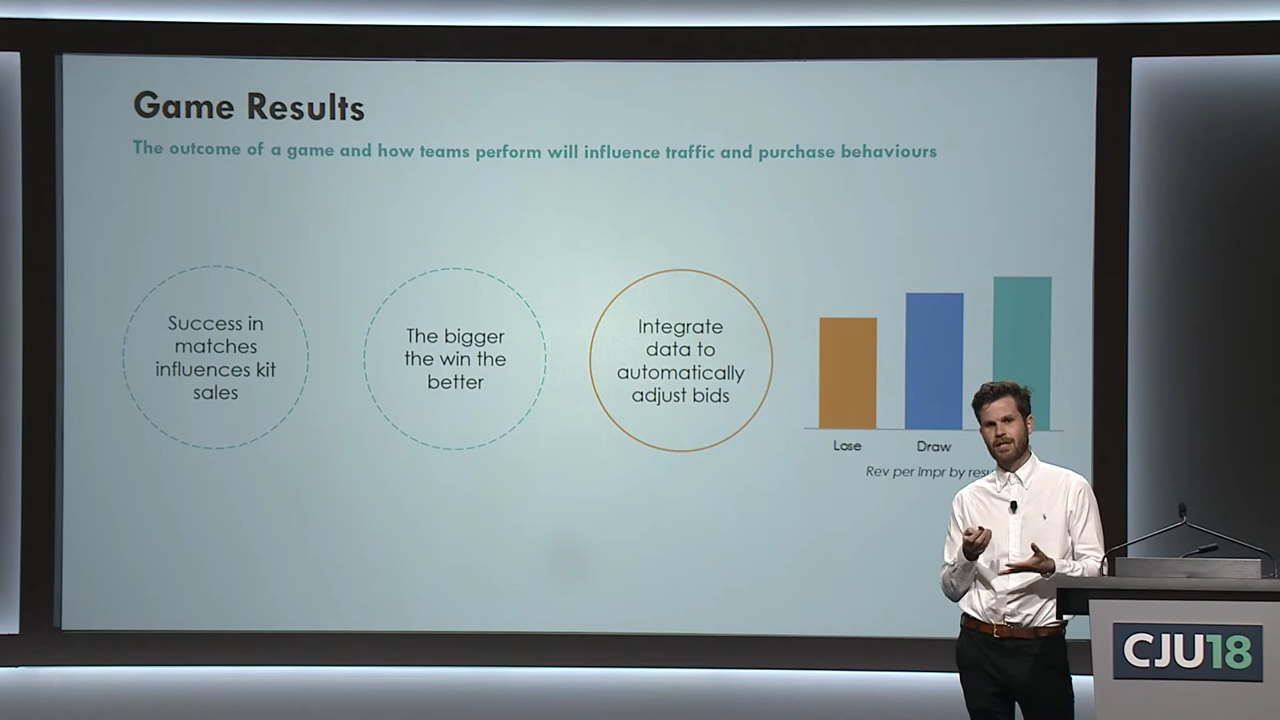 Game Results
The outcome of a game and how teams perform will influence traffic and purchase behaviours
Success in
matches
influences kit
sales
The bigger
the win the
better
Integrate
data to
automatically
adjust bids
Lose
Draw
Rev per Impr by
CJU18